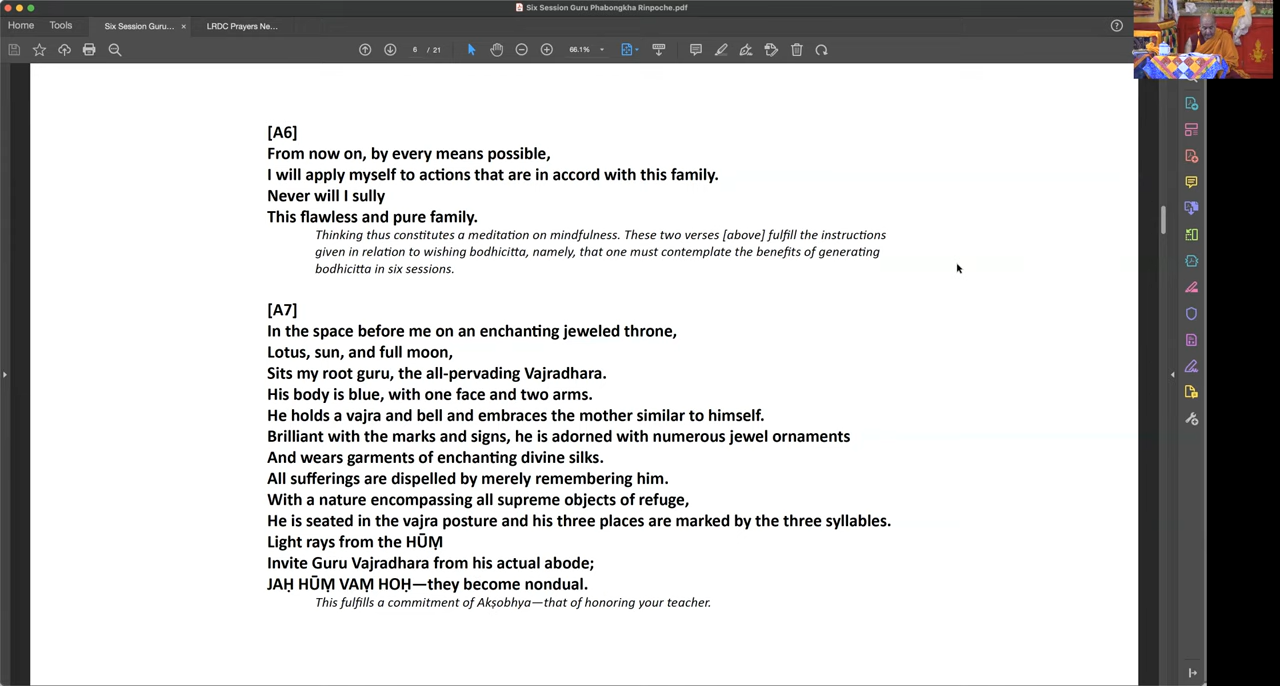 Six Session Guru Phabongkha Rinpoche.pdf
Home Tools Six Session Guru... × LRDC Prayers Ne...
6 / 21 66.1%
[A6]
From now on, by every means possible,
I will apply myself to actions that are in accord with this family.
Never will I sully
This flawless and pure family.
Thinking thus constitutes a meditation on mindfulness. These two verses [above] fulfill the instructions
given in relation to wishing bodhicitta, namely, that one must contemplate the benefits of generating
bodhicitta in six sessions.
[A7]
In the space before me on an enchanting jeweled throne,
Lotus, sun, and full moon,
Sits my root guru, the all-pervading Vajradhara.
His body is blue, with one face and two arms.
He holds a vajra and bell and embraces the mother similar to himself.
Brilliant with the marks and signs, he is adorned with numerous jewel ornaments
And wears garments of enchanting divine silks.
All sufferings are dispelled by merely remembering him.
With a nature encompassing all supreme objects of refuge,
He is seated in the vajra posture and his three places are marked by the three syllables.
Light rays from the HŪṂ
Invite Guru Vajradhara from his actual abode;
JAḤ HŪṂ VAṂ HOḤ—they become nondual.
This fulfills a commitment of Akṣobhya—that of honoring your teacher.